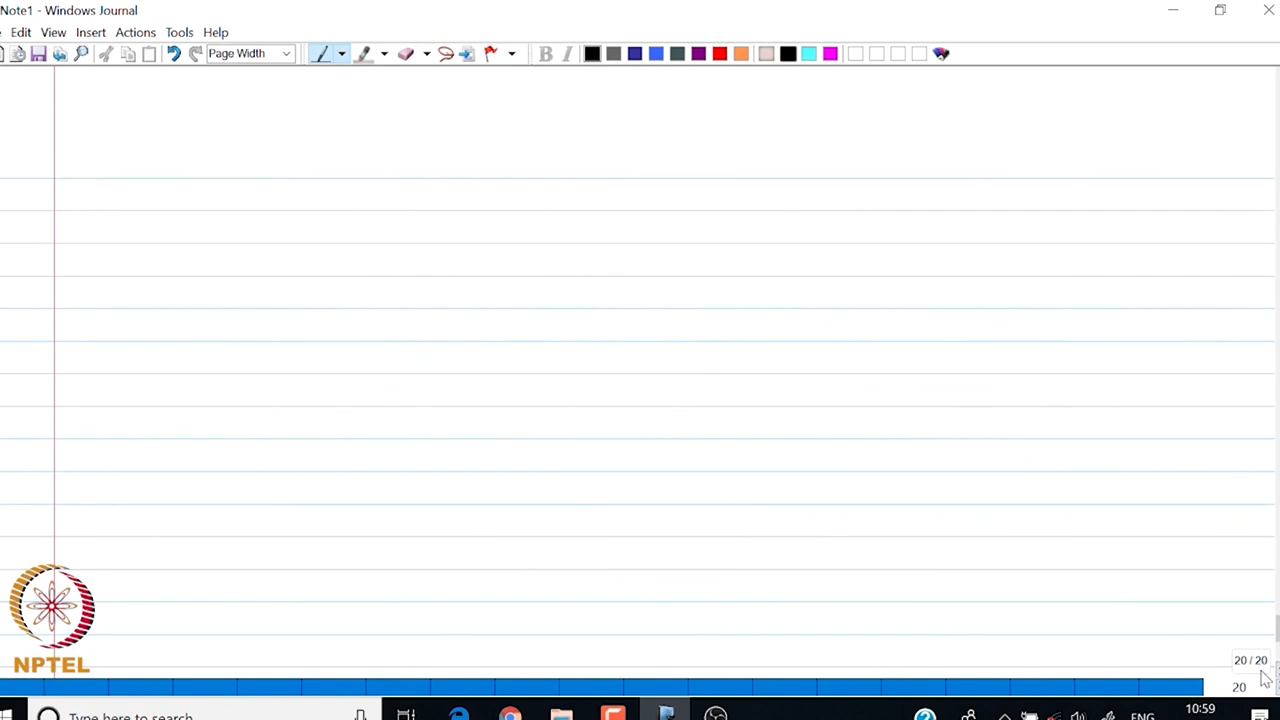 Note1 - Windows Journal
Edit View Insert Actions Tools Help
Page Width
B I
NPTEL
20 / 20
20
Type here to search
ENG
10:59